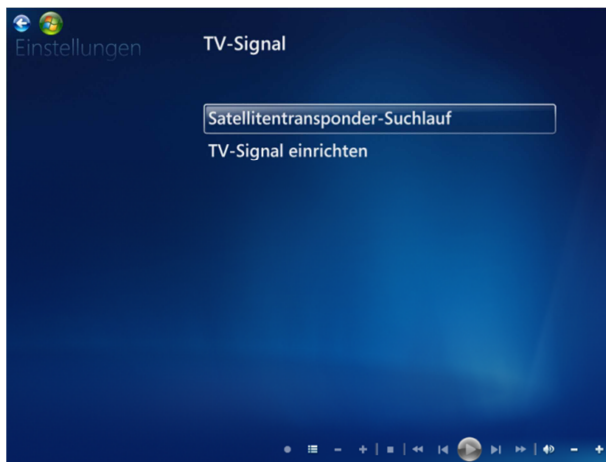 Einstellungen
TV-Signal
Satellitentransponder-Suchlauf
TV-Signal einrichten